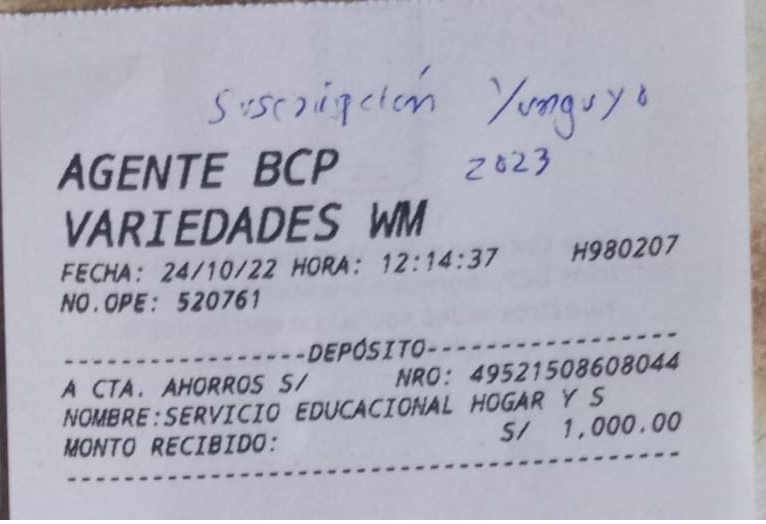 Suscripción Yunguyo
2023
AGENTE BCP
VARIEDADES WM
FECHA: 24/10/22 HORA: 12:14:37 H980207
NO.OPE: 520761
-----------------DEPÓSITO-----------------
A CTA. AHORROS S/ NRO: 49521508608044
NOMBRE:SERVICIO EDUCACIONAL HOGAR Y S
MONTO RECIBIDO: S/ 1,000.00
------------------------------------------